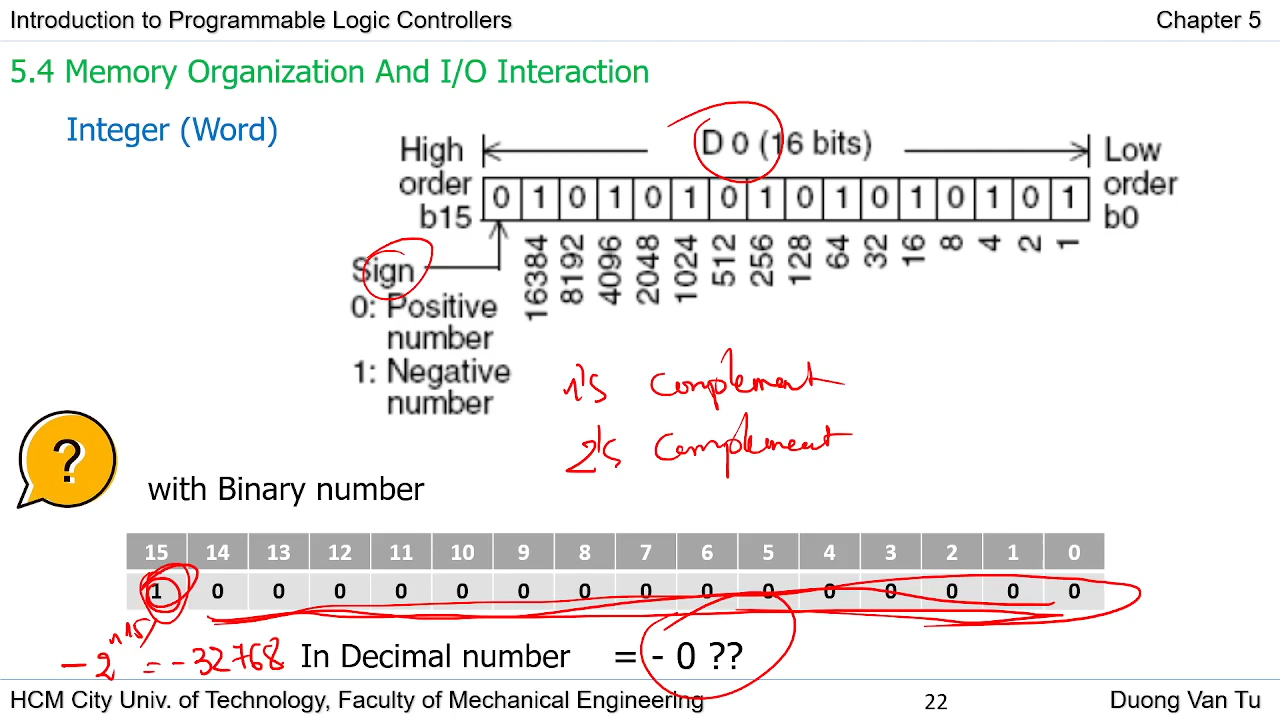 Introduction to Programmable Logic Controllers Chapter 5
5.4 Memory Organization And I/O Interaction
Integer (Word)
High order b15
D 0 (16 bits)
Low order b0
0 1 0 1 0 1 0 1 0 1 0 1 0 1 0 1
16384 8192 4096 2048 1024 512 256 128 64 32 16 8 4 2 1
Sign
0: Positive
number
1: Negative
number
1's complement
2's complement
?
with Binary number
15 14 13 12 11 10 9 8 7 6 5 4 3 2 1 0
1 0 0 0 0 0 0 0 0 0 0 0 0 0 0 0
-2 15 = -32768 In Decimal number = - 0 ??
HCM City Univ. of Technology, Faculty of Mechanical Engineering 22 Duong Van Tu